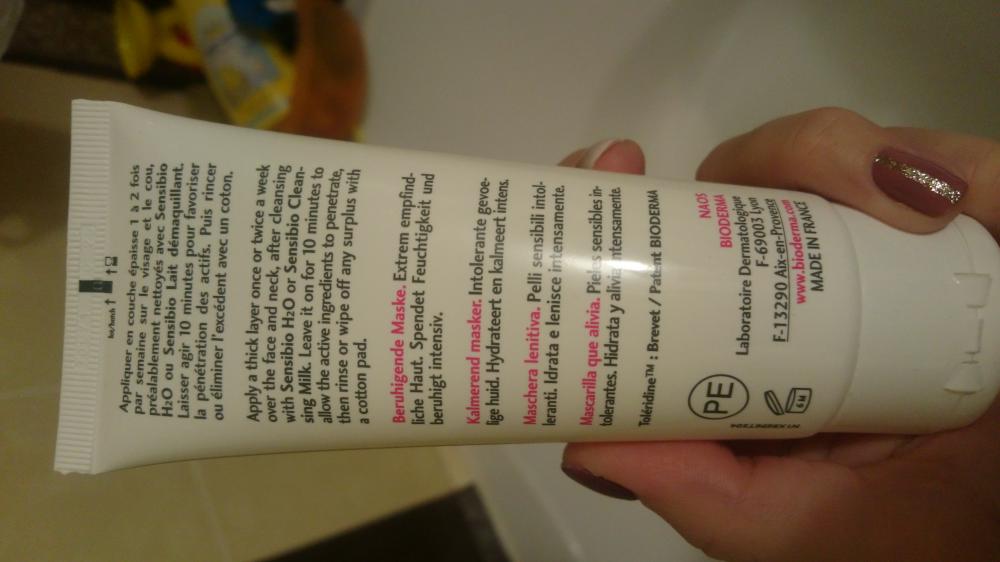 Appliquer en couche épaisse 1 à 2 fois
par semaine sur le visage et le cou,
préalablement nettoyés avec Sensibio
H2O ou Sensibio Lait démaquillant.
Laisser agir 10 minutes pour favoriser
la pénétration des actifs. Puis rincer
ou éliminer l'excédent avec un coton.
Apply a thick layer once or twice a week
over the face and neck, after cleansing
with Sensibio H2O or Sensibio Clean-
sing Milk. Leave it on for 10 minutes to
allow the active ingredients to penetrate,
then rinse or wipe off any surplus with
a cotton pad.
Beruhigende Maske. Extrem empfind-
liche Haut. Spendet Feuchtigkeit und
beruhigt intensiv.
Kalmerend masker. Intolerante gevoe-
lige huid. Hydrateert en kalmeert intens.
Maschera lenitiva. Pelli sensibili intol-
leranti. Idrata e lenisce intensamente.
Mascarilla que alivia. Pieles sensibles in-
tolerantes. Hidrata y alivia intensamente.
Toléridine™ : Brevet / Patent BIODERMA
NAOS
BIODERMA
Laboratoire Dermatologique
F-69003 Lyon
F-13290 Aix-en-Provence
www.bioderma.com
MADE IN FRANCE
PE
6M